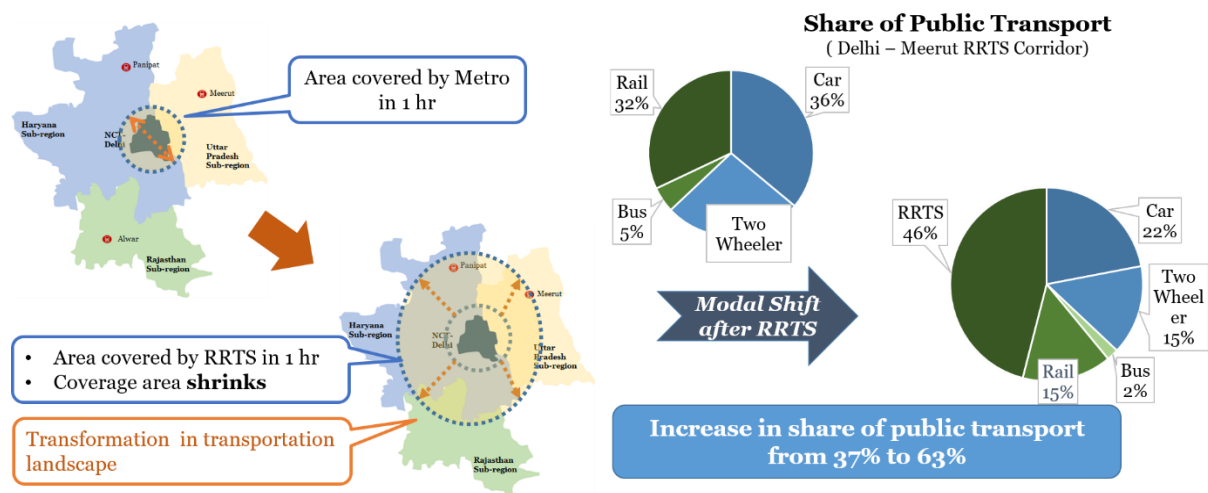 Panipat
Meerut
Haryana
Sub-region
NCT-
Delhi
Uttar
Pradesh
Sub-region
Alwar
Rajasthan
Sub-region
Area covered by Metro
in 1 hr
Panipat
Meerut
Haryana
Sub-region
NCT-
Delhi
Uttar
Pradesh
Sub-region
Rajasthan
Sub-region
• Area covered by RRTS in 1 hr
• Coverage area shrinks
Transformation in transportation
landscape
Share of Public Transport
( Delhi – Meerut RRTS Corridor)
Rail
32%
Car
36%
Bus
5%
Two
Wheeler
Modal Shift
after RRTS
RRTS
46%
Car
22%
Two
Wheel
er
15%
Rail
15%
Bus
2%
Increase in share of public transport
from 37% to 63%